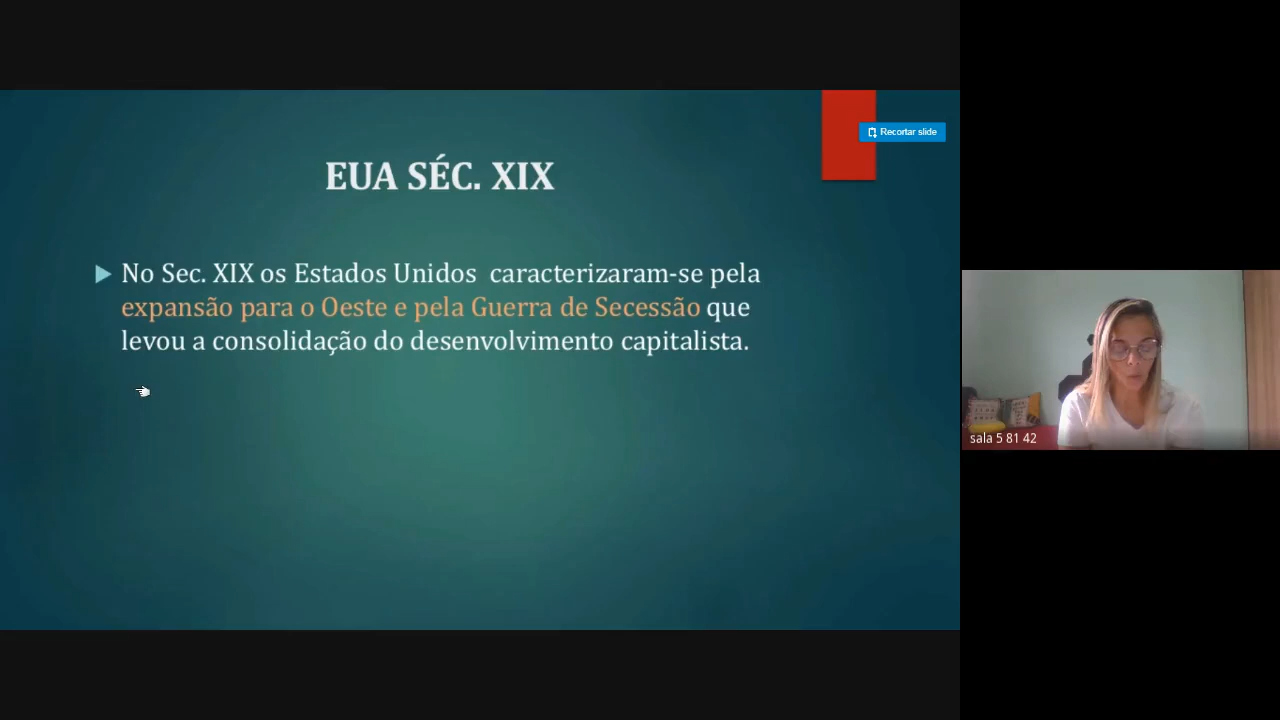 Recortar slide
EUA SÉC. XIX
No Sec. XIX os Estados Unidos caracterizaram-se pela
expansão para o Oeste e pela Guerra de Secessão que
levou a consolidação do desenvolvimento capitalista.
sala 5 81 42